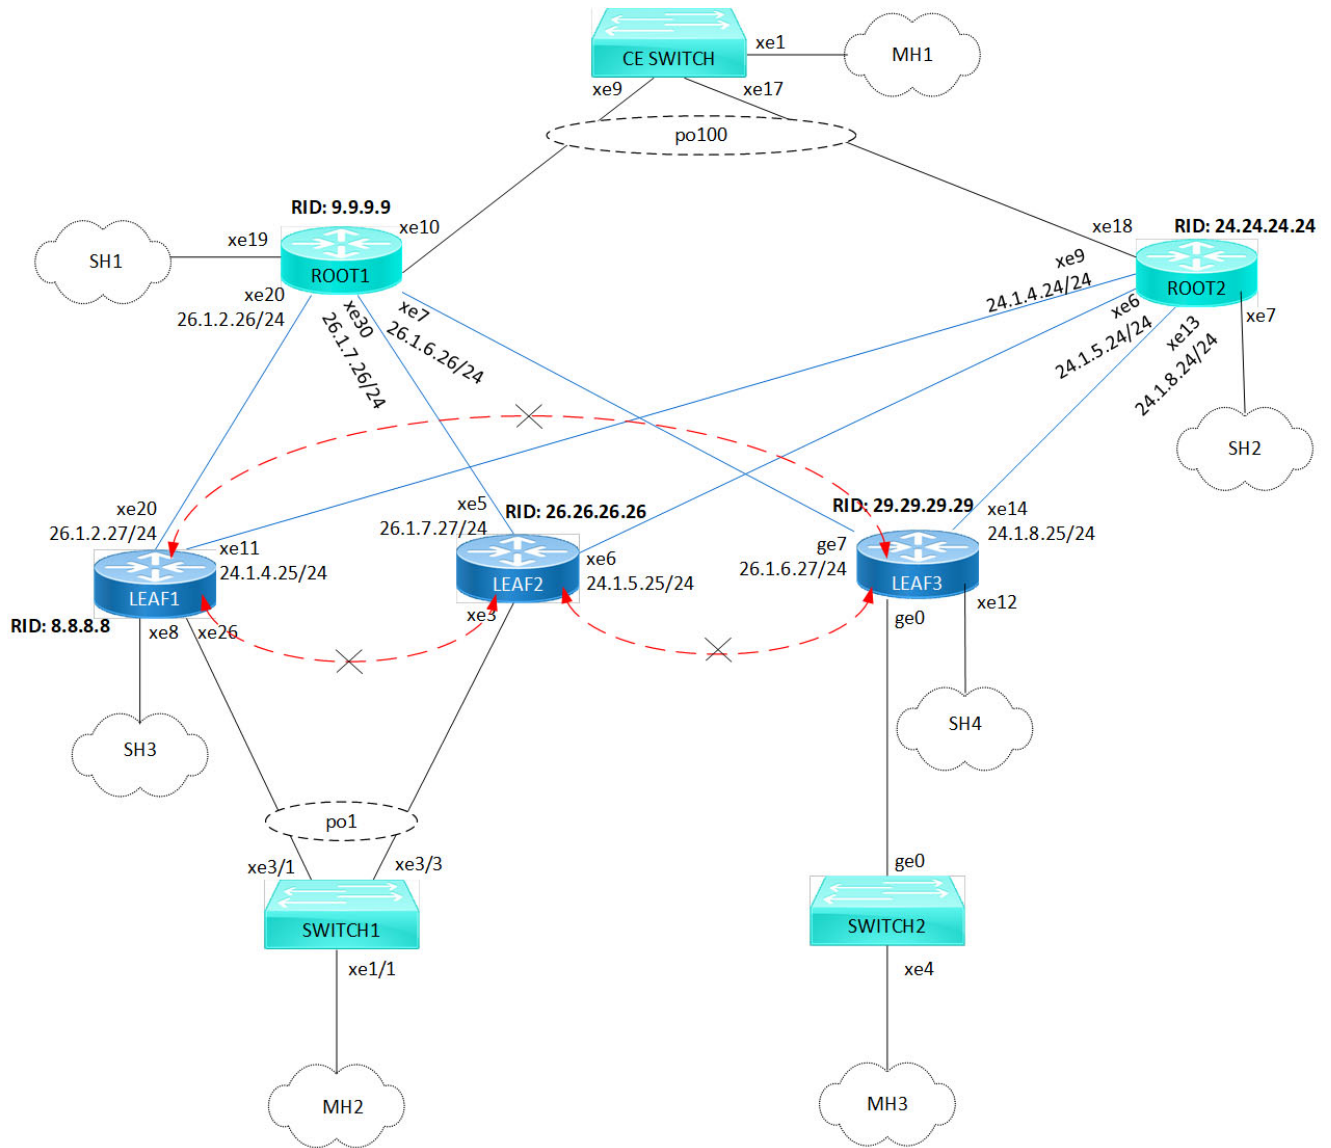 CE SWITCH
xe1
MH1
xe9
xe17
po100
RID: 9.9.9.9
xe10
xe19
SH1
ROOT1
xe18
RID: 24.24.24.24
ROOT2
xe20
26.1.2.26/24
xe30
26.1.7.26/24
xe7
26.1.6.26/24
xe9
24.1.4.24/24
xe6
24.1.5.24/24
xe13
24.1.8.24/24
xe7
SH2
xe20
26.1.2.27/24
xe11
24.1.4.25/24
LEAF1
RID: 8.8.8.8
xe8
xe26
xe5
26.1.7.27/24
RID: 26.26.26.26
LEAF2
xe6
24.1.5.25/24
xe3
RID: 29.29.29.29
ge7
26.1.6.27/24
LEAF3
xe14
24.1.8.25/24
ge0
xe12
SH3
SH4
po1
xe3/1
xe3/3
SWITCH1
xe1/1
MH2
ge0
SWITCH2
xe4
MH3